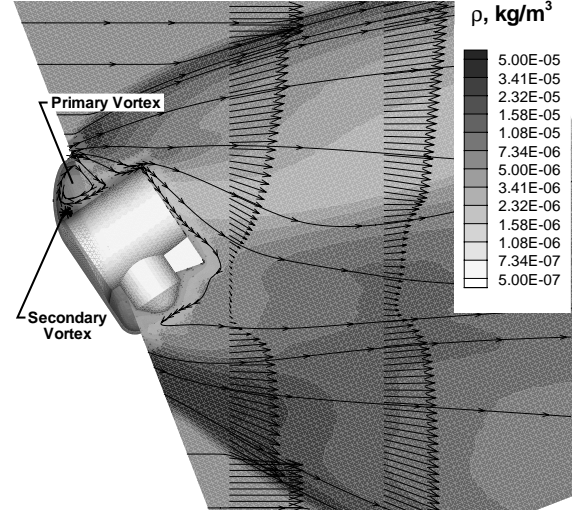 ρ, kg/m³
5.00E-05
3.41E-05
2.32E-05
1.58E-05
1.08E-05
7.34E-06
5.00E-06
3.41E-06
2.32E-06
1.58E-06
1.08E-06
7.34E-07
5.00E-07
Primary Vortex
Secondary
Vortex